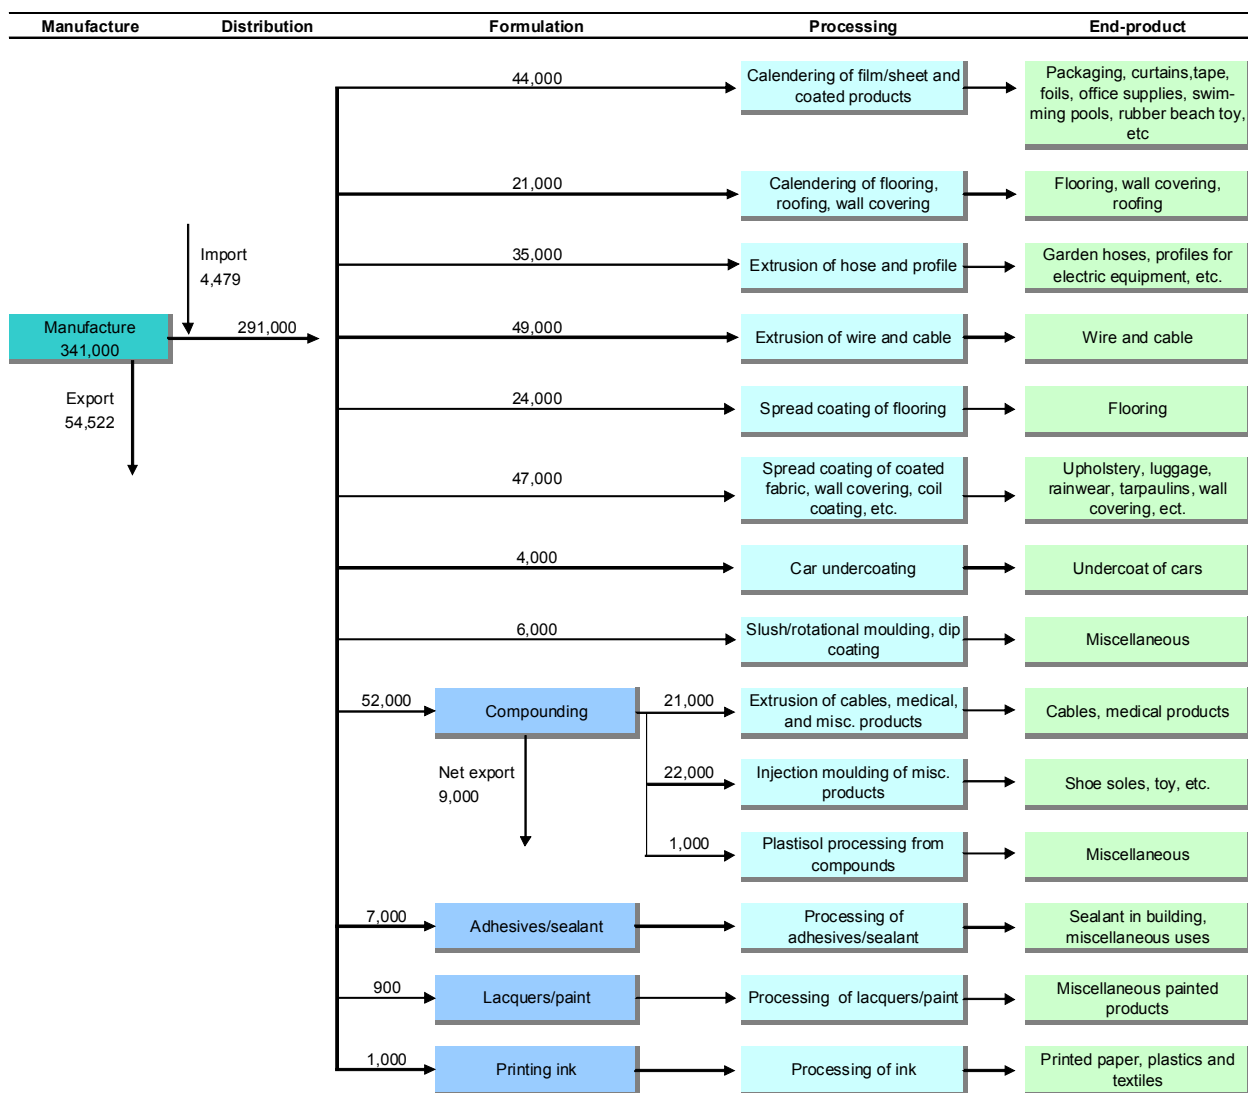 Manufacture
Distribution
Formulation
Processing
End-product
44,000
Calendering of film/sheet and
coated products
Packaging, curtains,tape,
foils, office supplies, swim-
ming pools, rubber beach toy,
etc
21,000
Calendering of flooring,
roofing, wall covering
Flooring, wall covering,
roofing
Import
4,479
35,000
Extrusion of hose and profile
Garden hoses, profiles for
electric equipment, etc.
Manufacture
341,000
291,000
49,000
Extrusion of wire and cable
Wire and cable
Export
54,522
24,000
Spread coating of flooring
Flooring
47,000
Spread coating of coated
fabric, wall covering, coil
coating, etc.
Upholstery, luggage,
rainwear, tarpaulins, wall
covering, ect.
4,000
Car undercoating
Undercoat of cars
6,000
Slush/rotational moulding, dip
coating
Miscellaneous
52,000
Compounding
21,000
Extrusion of cables, medical,
and misc. products
Cables, medical products
Net export
9,000
22,000
Injection moulding of misc.
products
Shoe soles, toy, etc.
1,000
Plastisol processing from
compounds
Miscellaneous
7,000
Adhesives/sealant
Processing of
adhesives/sealant
Sealant in building,
miscellaneous uses
900
Lacquers/paint
Processing of lacquers/paint
Miscellaneous painted
products
1,000
Printing ink
Processing of ink
Printed paper, plastics and
textiles